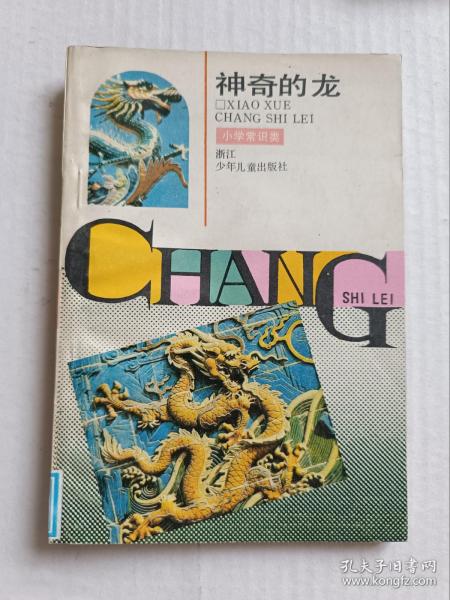 神奇的龙
□XIAO XUE
CHANG SHI LEI
小学常识类
浙江
少年儿童出版社
CHANG
SHI LEI
孔夫子旧书网
www.kongfz.com